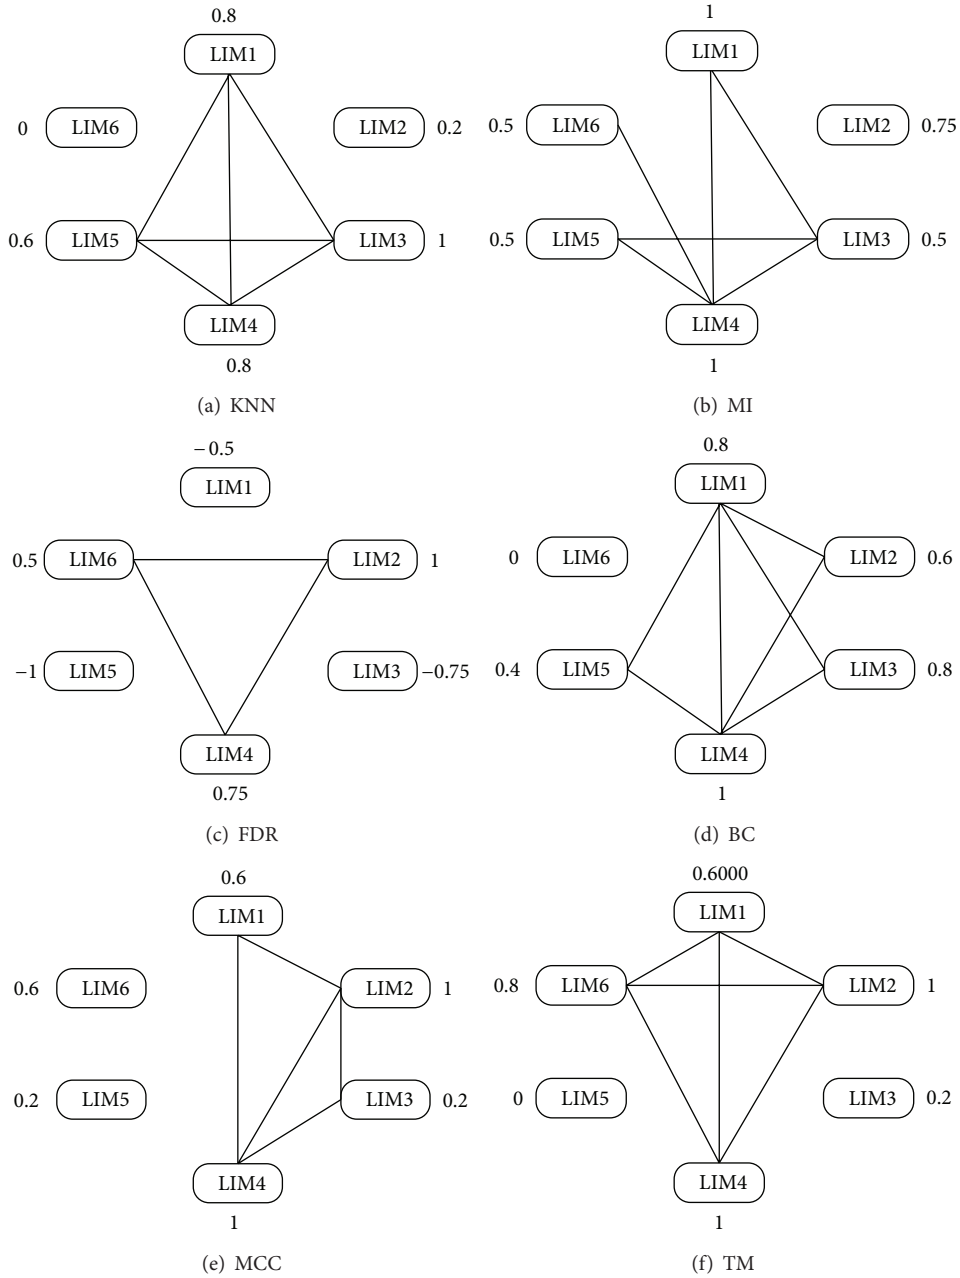 0.8
LIM1
0 LIM6 LIM2 0.2
0.6 LIM5 LIM3 1
LIM4
0.8
(a) KNN
1
LIM1
0.5 LIM6 LIM2 0.75
0.5 LIM5 LIM3 0.5
LIM4
1
(b) MI
−0.5
LIM1
0.5 LIM6 LIM2 1
−1 LIM5 LIM3 −0.75
LIM4
0.75
(c) FDR
0.8
LIM1
0 LIM6 LIM2 0.6
0.4 LIM5 LIM3 0.8
LIM4
1
(d) BC
0.6
LIM1
0.6 LIM6 LIM2 1
0.2 LIM5 LIM3 0.2
LIM4
1
(e) MCC
0.6000
LIM1
0.8 LIM6 LIM2 1
0 LIM5 LIM3 0.2
LIM4
1
(f) TM